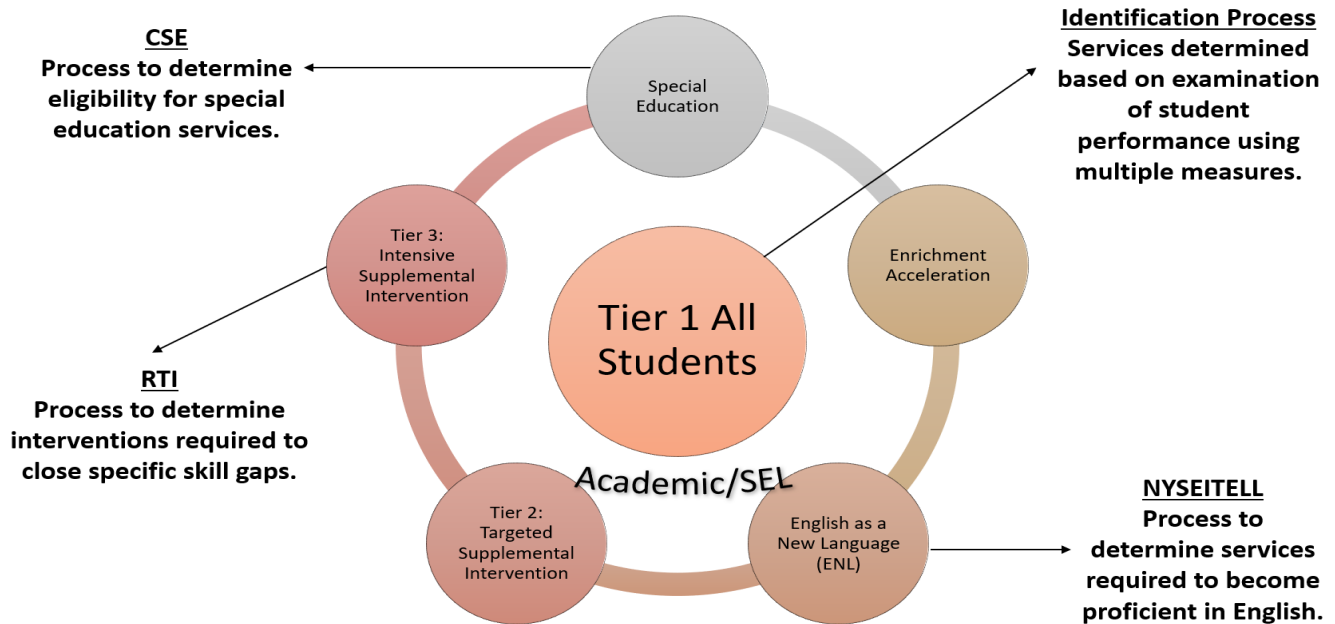 CSE
Process to determine
eligibility for special
education services.
Identification Process
Services determined
based on examination
of student
performance using
multiple measures.
Special
Education
Tier 3:
Intensive
Supplemental
Intervention
Enrichment
Acceleration
Tier 1 All
Students
RTI
Process to determine
interventions required to
close specific skill gaps.
Academic/SEL
Tier 2:
Targeted
Supplemental
Intervention
English as a
New Language
(ENL)
NYSEITELL
Process to
determine services
required to become
proficient in English.